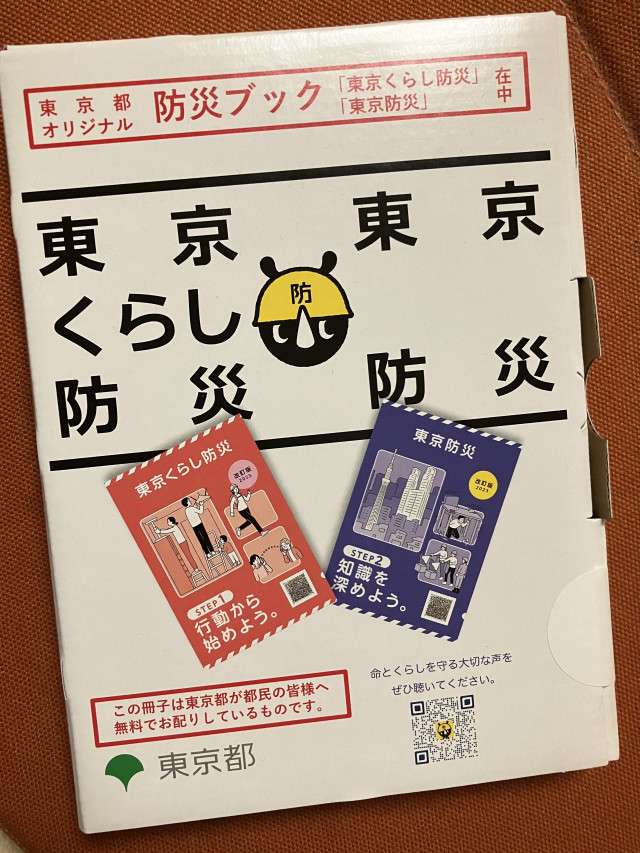 東京都
オリジナル
防災ブック
「東京くらし防災」
「東京防災」
在中
東京
くらし
防災
防
東京
防災
東京くらし防災
改訂版
2023
STEP1
行動から
始めよう。
東京防災
改訂版
2023
STEP2
知識を
深めよう。
この冊子は東京都が都民の皆様へ
無料でお配りしているものです。
命とくらしを守る大切な声を
ぜひ聴いてください。
東京都